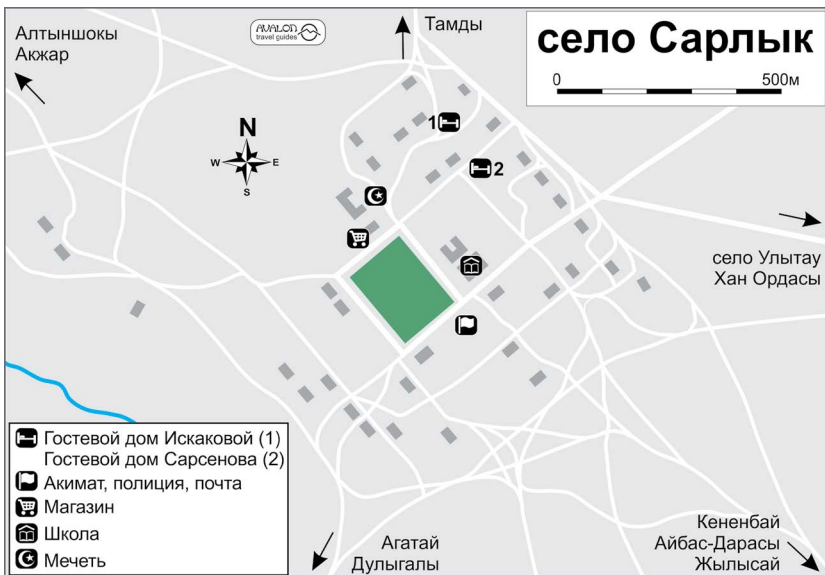 Алтыншокы
Акжар
AVALON
travel guides
Тамды
село Сарлык
0 500м
N
W E
S
1
2
село Улытау
Хан Ордасы
Гостевой дом Искаковой (1)
Гостевой дом Сарсенова (2)
Акимат, полиция, почта
Магазин
Школа
Мечеть
Агатай
Дулыгалы
Кененбай
Айбас-Дарасы
Жылысай